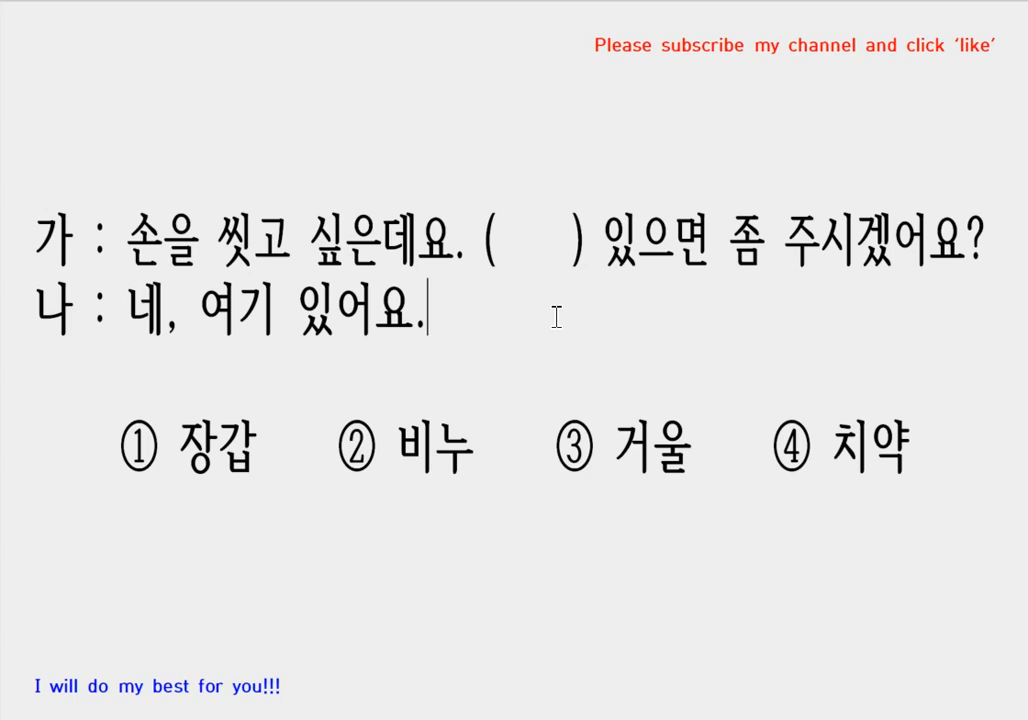 Please subscribe my channel and click ‘like’
가 : 손을 씻고 싶은데요. (    ) 있으면 좀 주시겠어요?
나 : 네, 여기 있어요.
① 장갑 ② 비누 ③ 거울 ④ 치약
I will do my best for you!!!